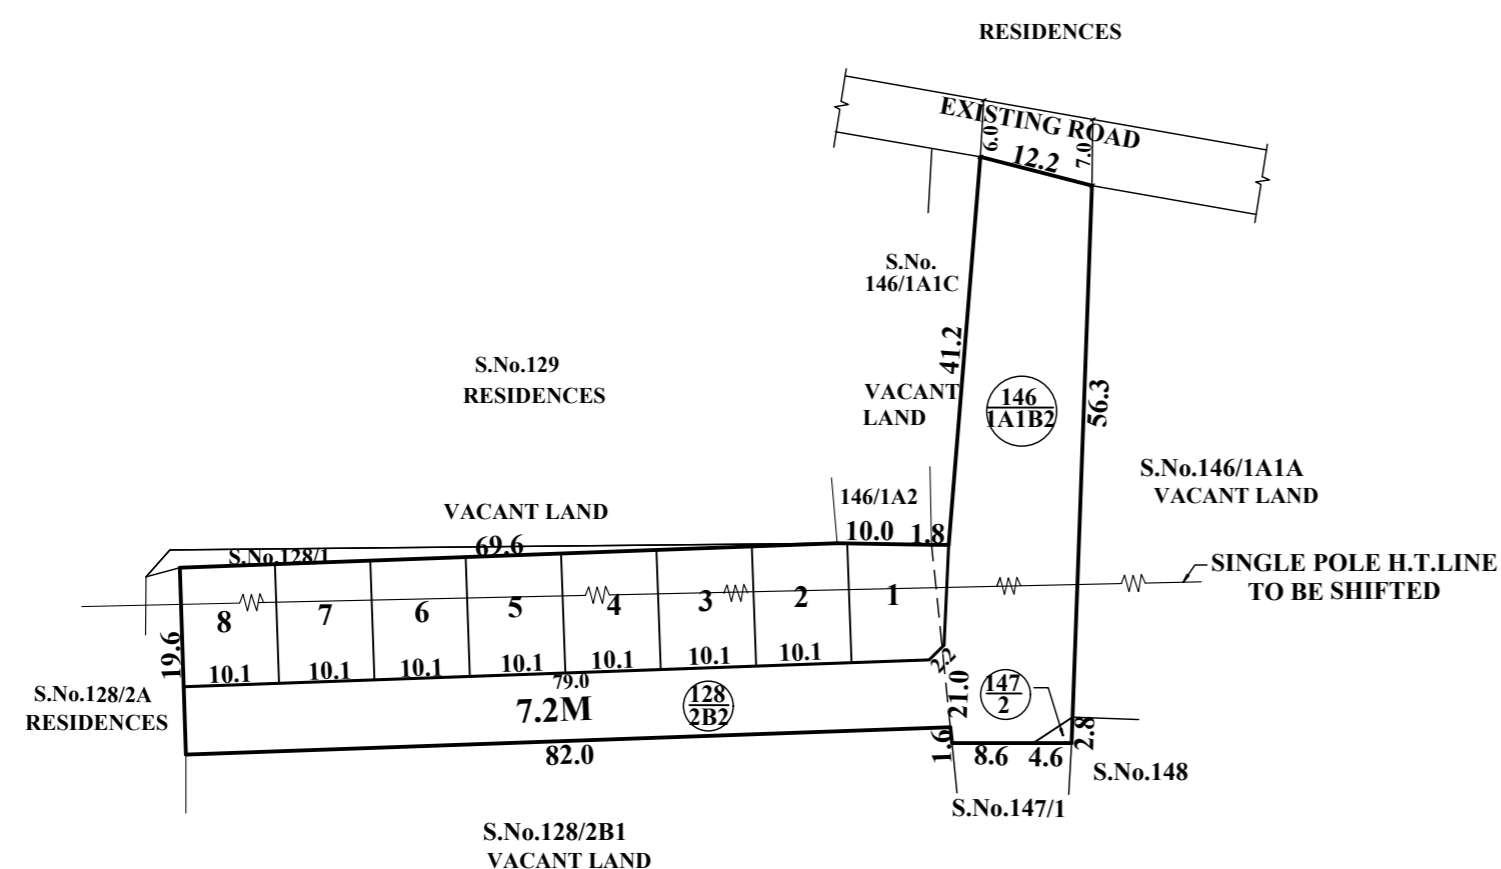 RESIDENCES
EXISTING ROAD
6.0
12.2
7.0
S.No.
146/1A1C
41.2
S.No.129
RESIDENCES
VACANT
LAND
146
1A1B2
56.3
S.No.146/1A1A
VACANT LAND
146/1A2
VACANT LAND
10.0
1.8
69.6
S.No.128/1
SINGLE POLE H.T.LINE
TO BE SHIFTED
8
7
6
5
4
3
2
1
19.6
10.1
10.1
10.1
10.1
10.1
10.1
10.1
2.2
79.0
7.2M
128
2B2
21.0
147
2
S.No.128/2A
RESIDENCES
82.0
1.6
8.6
4.6
2.8
S.No.148
S.No.147/1
S.No.128/2B1
VACANT LAND